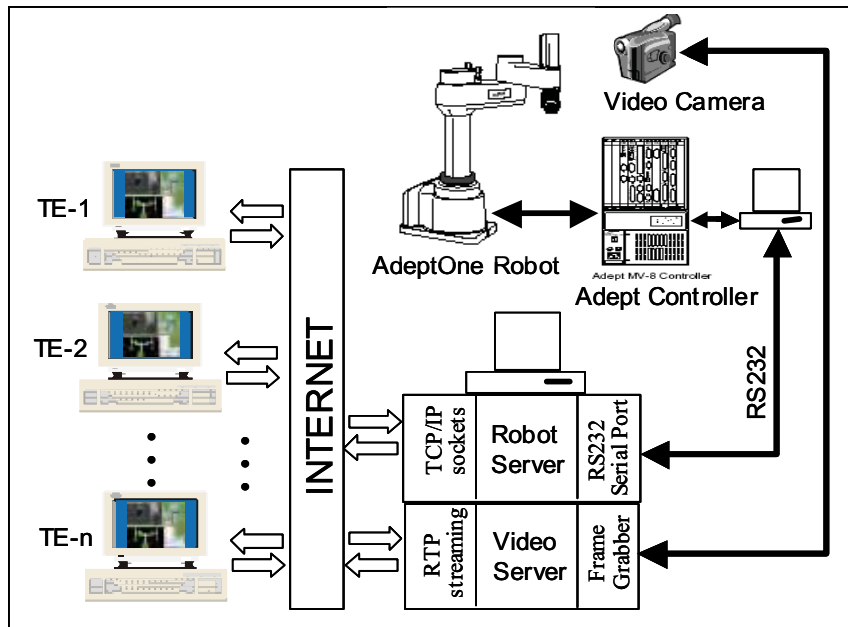 Video Camera
TE-1
AdeptOne Robot
Adept MV-8 Controller
Adept Controller
TE-2
INTERNET
RS232
TCP/IP
sockets
Robot
Server
RS232
Serial Port
TE-n
RTP
streaming
Video
Server
Frame
Grabber